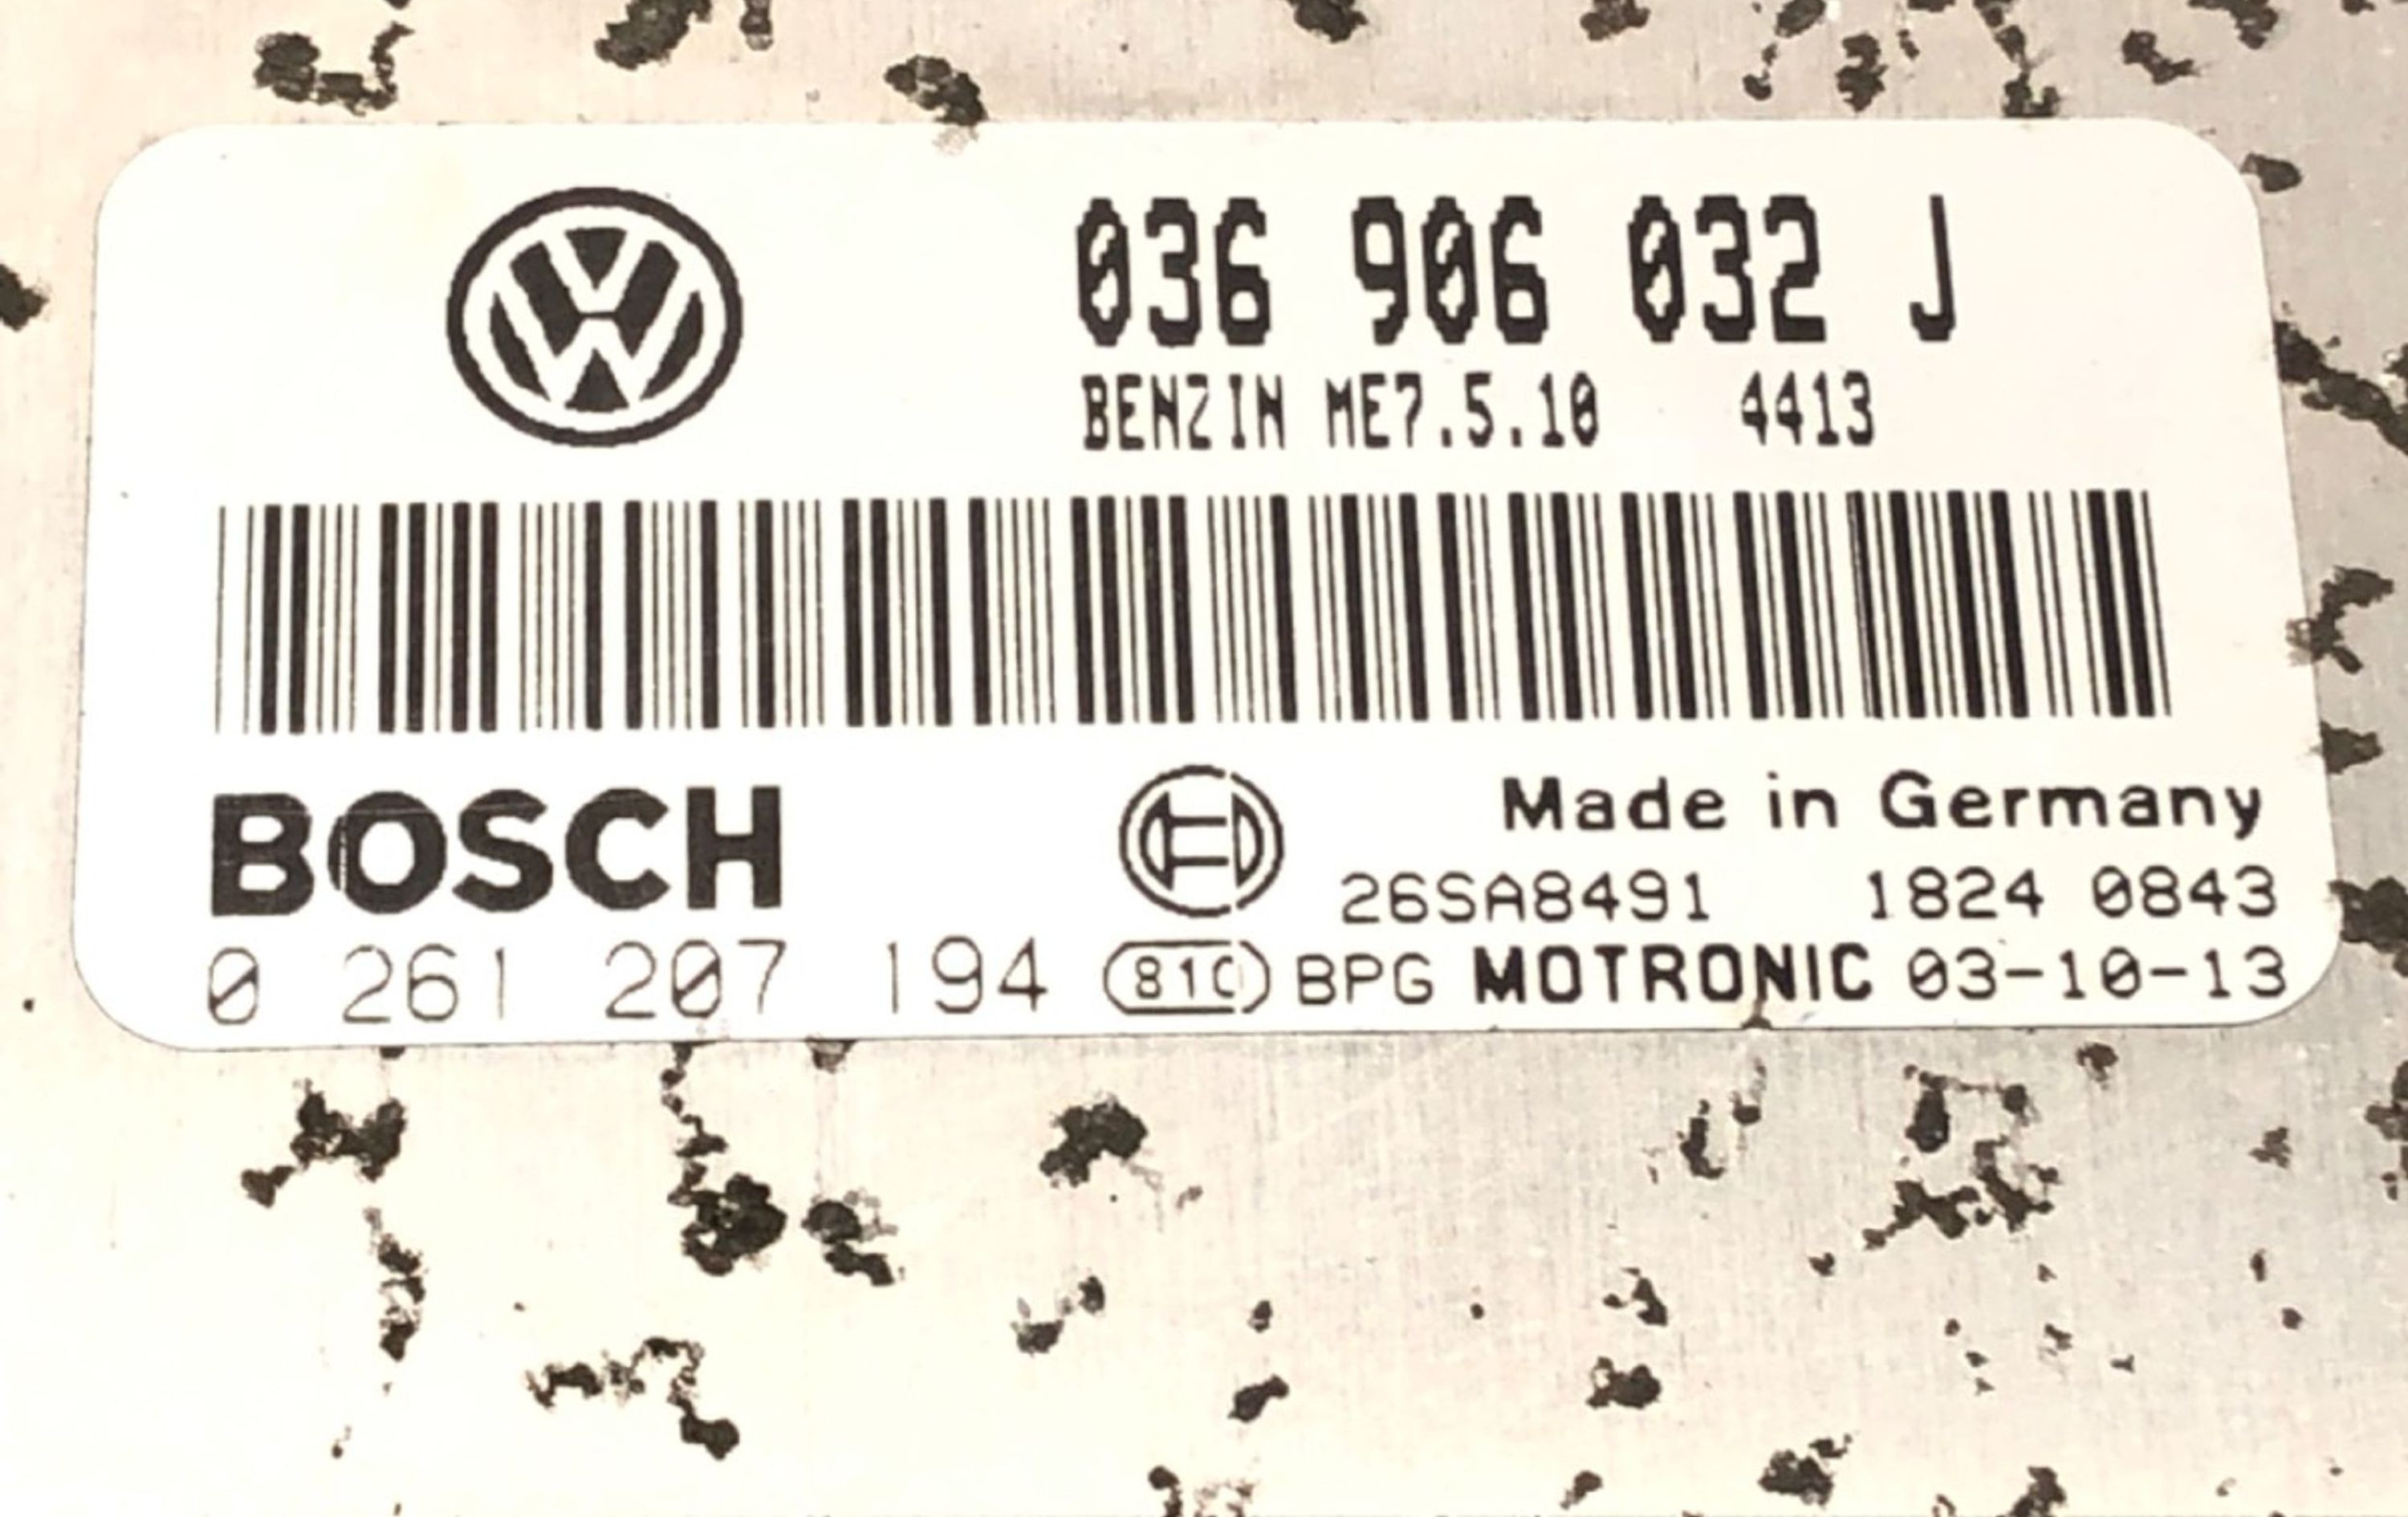 036 906 032 J
BENZIN ME7.5.10 4413
BOSCH
Made in Germany
26SA8491 1824 0843
0 261 207 194 81C BPG MOTRONIC 03-10-13